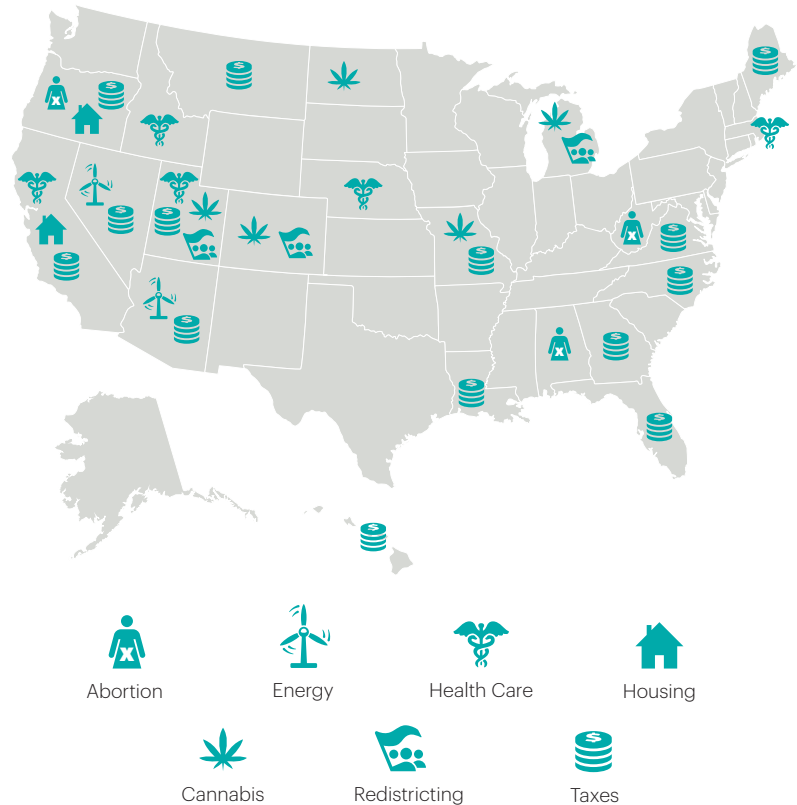 Abortion
Energy
Health Care
Housing
Cannabis
Redistricting
Taxes